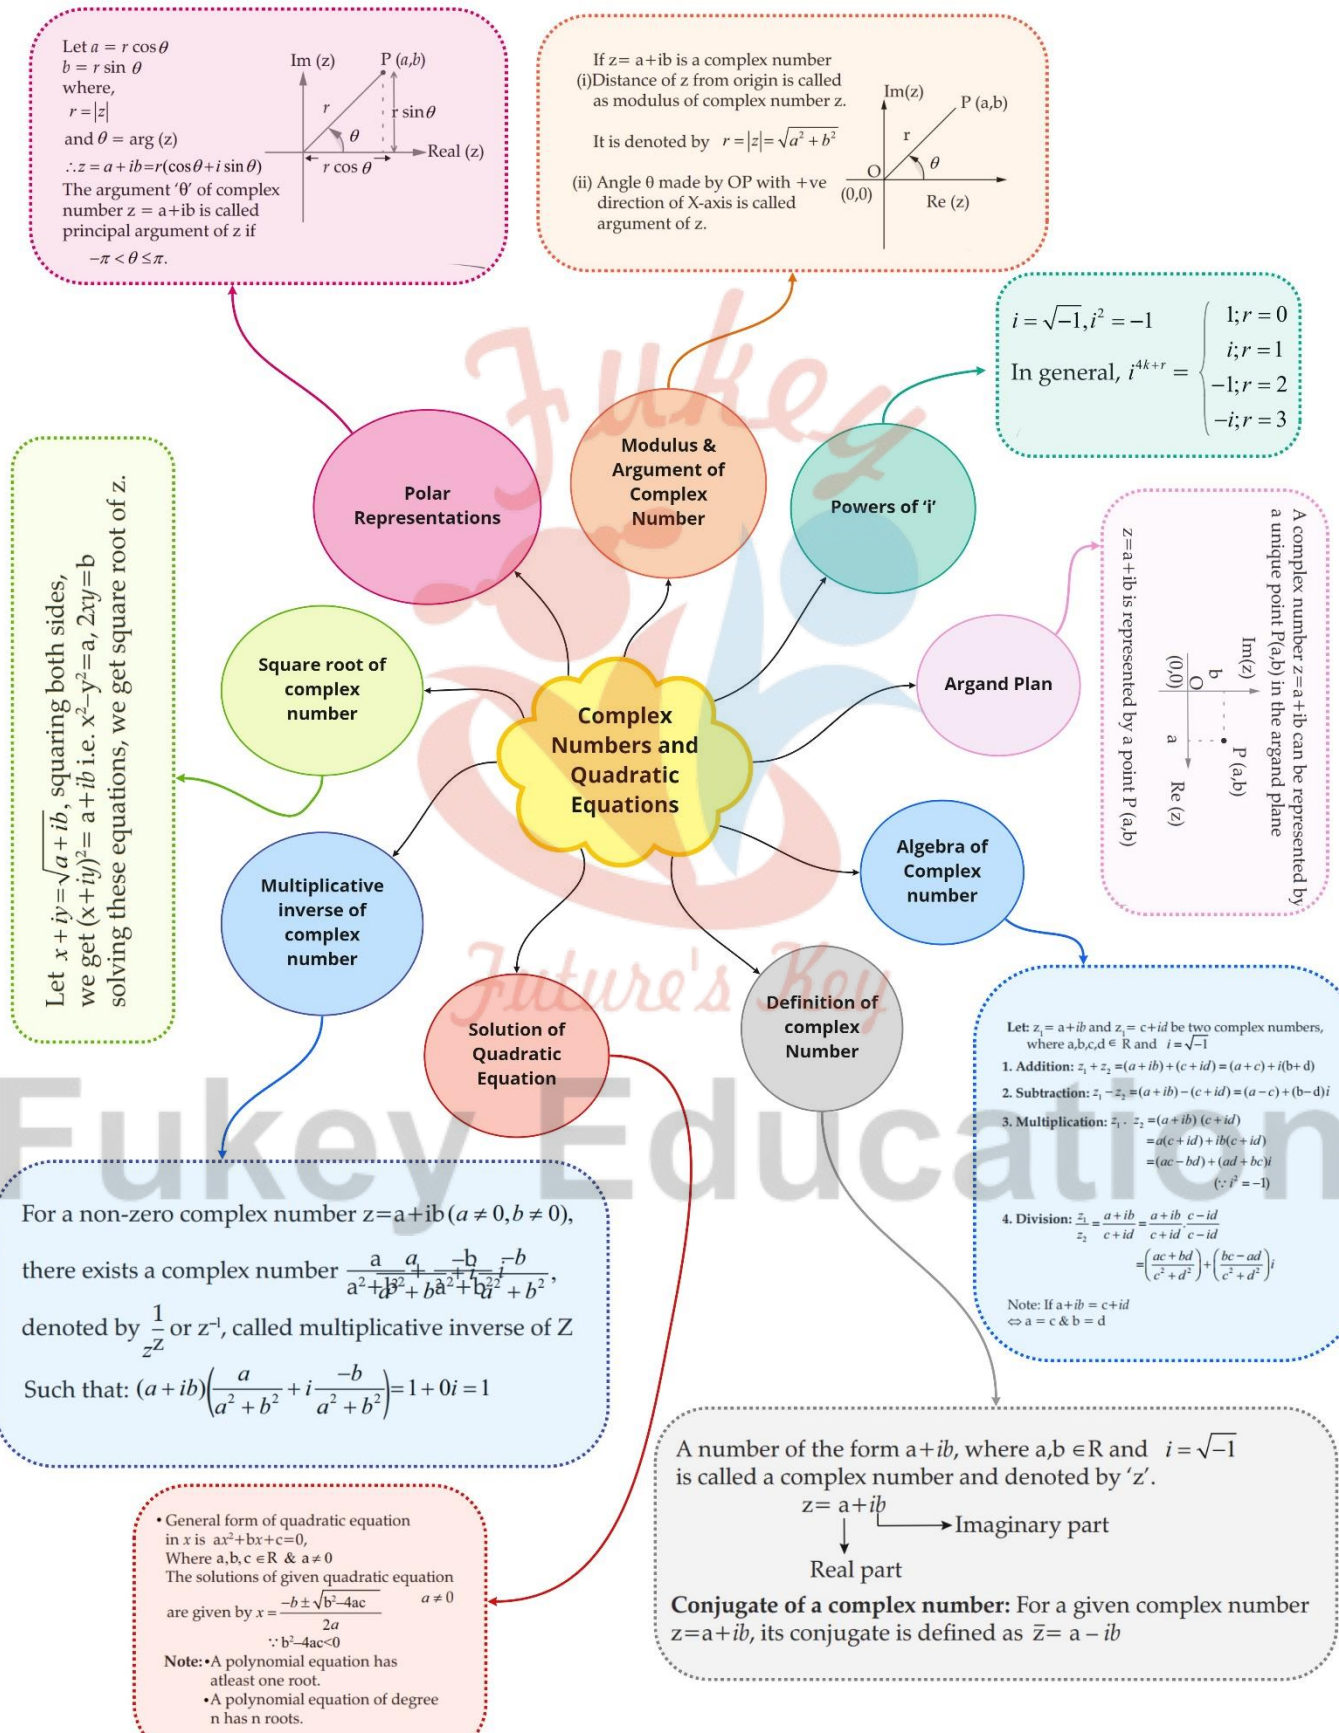 Let a = r cosθ
b = r sin θ
where,
r = |z|
and θ = arg (z)
∴ z = a + ib = r(cosθ + i sinθ)
The argument ‘θ’ of complex
number z = a+ib is called
principal argument of z if
−π < θ ≤ π.
Im (z)
P (a,b)
r
r sinθ
θ
Real (z)
r cos θ
If z= a+ib is a complex number
(i)Distance of z from origin is called
as modulus of complex number z.
It is denoted by r = |z| = √(a² + b²)
(ii) Angle θ made by OP with +ve
direction of X-axis is called
argument of z.
Im(z)
P (a,b)
r
θ
O
(0,0)
Re (z)
i = √−1, i² = −1
In general, i^(4k+r) = { 1; r = 0
i; r = 1
−1; r = 2
−i; r = 3
Fukey
Polar
Representations
Modulus &
Argument of
Complex
Number
Powers of ‘i’
Let x + iy = √(a + ib), squaring both sides,
we get (x+iy)²= a+ib i.e. x²−y²=a, 2xy=b
solving these equations, we get square root of z.
A complex number z=a+ib can be represented by
a unique point P(a,b) in the argand plane
Im(z)
b
P (a,b)
O
(0,0)
a
Re (z)
z=a+ib is represented by a point P (a,b)
Square root of
complex
number
Argand Plan
Complex
Numbers and
Quadratic
Equations
Multiplicative
inverse of
complex
number
Algebra of
Complex
number
Future's Key
Solution of
Quadratic
Equation
Definition of
complex
Number
Fukey Education
Let: z₁= a+ib and z₁= c+id be two complex numbers,
where a,b,c,d ∈ R and i = √−1
1. Addition: z₁ + z₂ =(a + ib) + (c + id) = (a + c) + i(b+d)
2. Subtraction: z₁ − z₂ =(a + ib) − (c + id) = (a − c) + (b−d)i
3. Multiplication: z₁ · z₂ =(a + ib) (c + id)
=a(c + id) + ib(c + id)
=(ac − bd) + (ad + bc)i
(∵ i² = −1)
4. Division: z₁/z₂ = (a + ib)/(c + id) = (a + ib)/(c + id) . (c − id)/(c − id)
=((ac + bd)/(c² + d²)) + ((bc − ad)/(c² + d²))i
Note: If a+ib = c+id
⇔ a = c & b = d
For a non-zero complex number z=a+ib (a ≠ 0, b ≠ 0),
there exists a complex number
denoted by 1/z or z⁻¹, called multiplicative inverse of Z
Such that: (a + ib)(a/(a² + b²) + i −b/(a² + b²)) = 1 + 0i = 1
A number of the form a+ib, where a,b ∈R and i = √−1
is called a complex number and denoted by ‘z’.
z= a+ib
Imaginary part
Real part
Conjugate of a complex number: For a given complex number
z=a+ib, its conjugate is defined as z̄= a − ib
• General form of quadratic equation
in x is ax²+bx+c=0,
Where a,b,c ∈R & a≠0
The solutions of given quadratic equation
are given by x = (−b ± √(b²−4ac))/2a a ≠ 0
∵ b²−4ac<0
Note: •A polynomial equation has
atleast one root.
•A polynomial equation of degree
n has n roots.